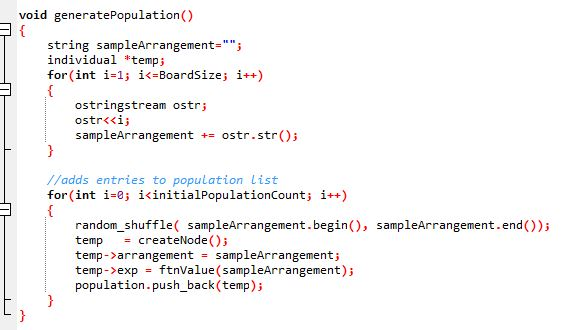 void generatePopulation()
{
    string sampleArrangement="";
    individual *temp;
    for(int i=1; i<=BoardSize; i++)
    {
        ostringstream ostr;
        ostr<<i;
        sampleArrangement += ostr.str();
    }

    //adds entries to population list
    for(int i=0; i<initialPopulationCount; i++)
    {
        random_shuffle( sampleArrangement.begin(), sampleArrangement.end());
        temp   = createNode();
        temp->arrangement = sampleArrangement;
        temp->exp = ftnValue(sampleArrangement);
        population.push_back(temp);
    }
}